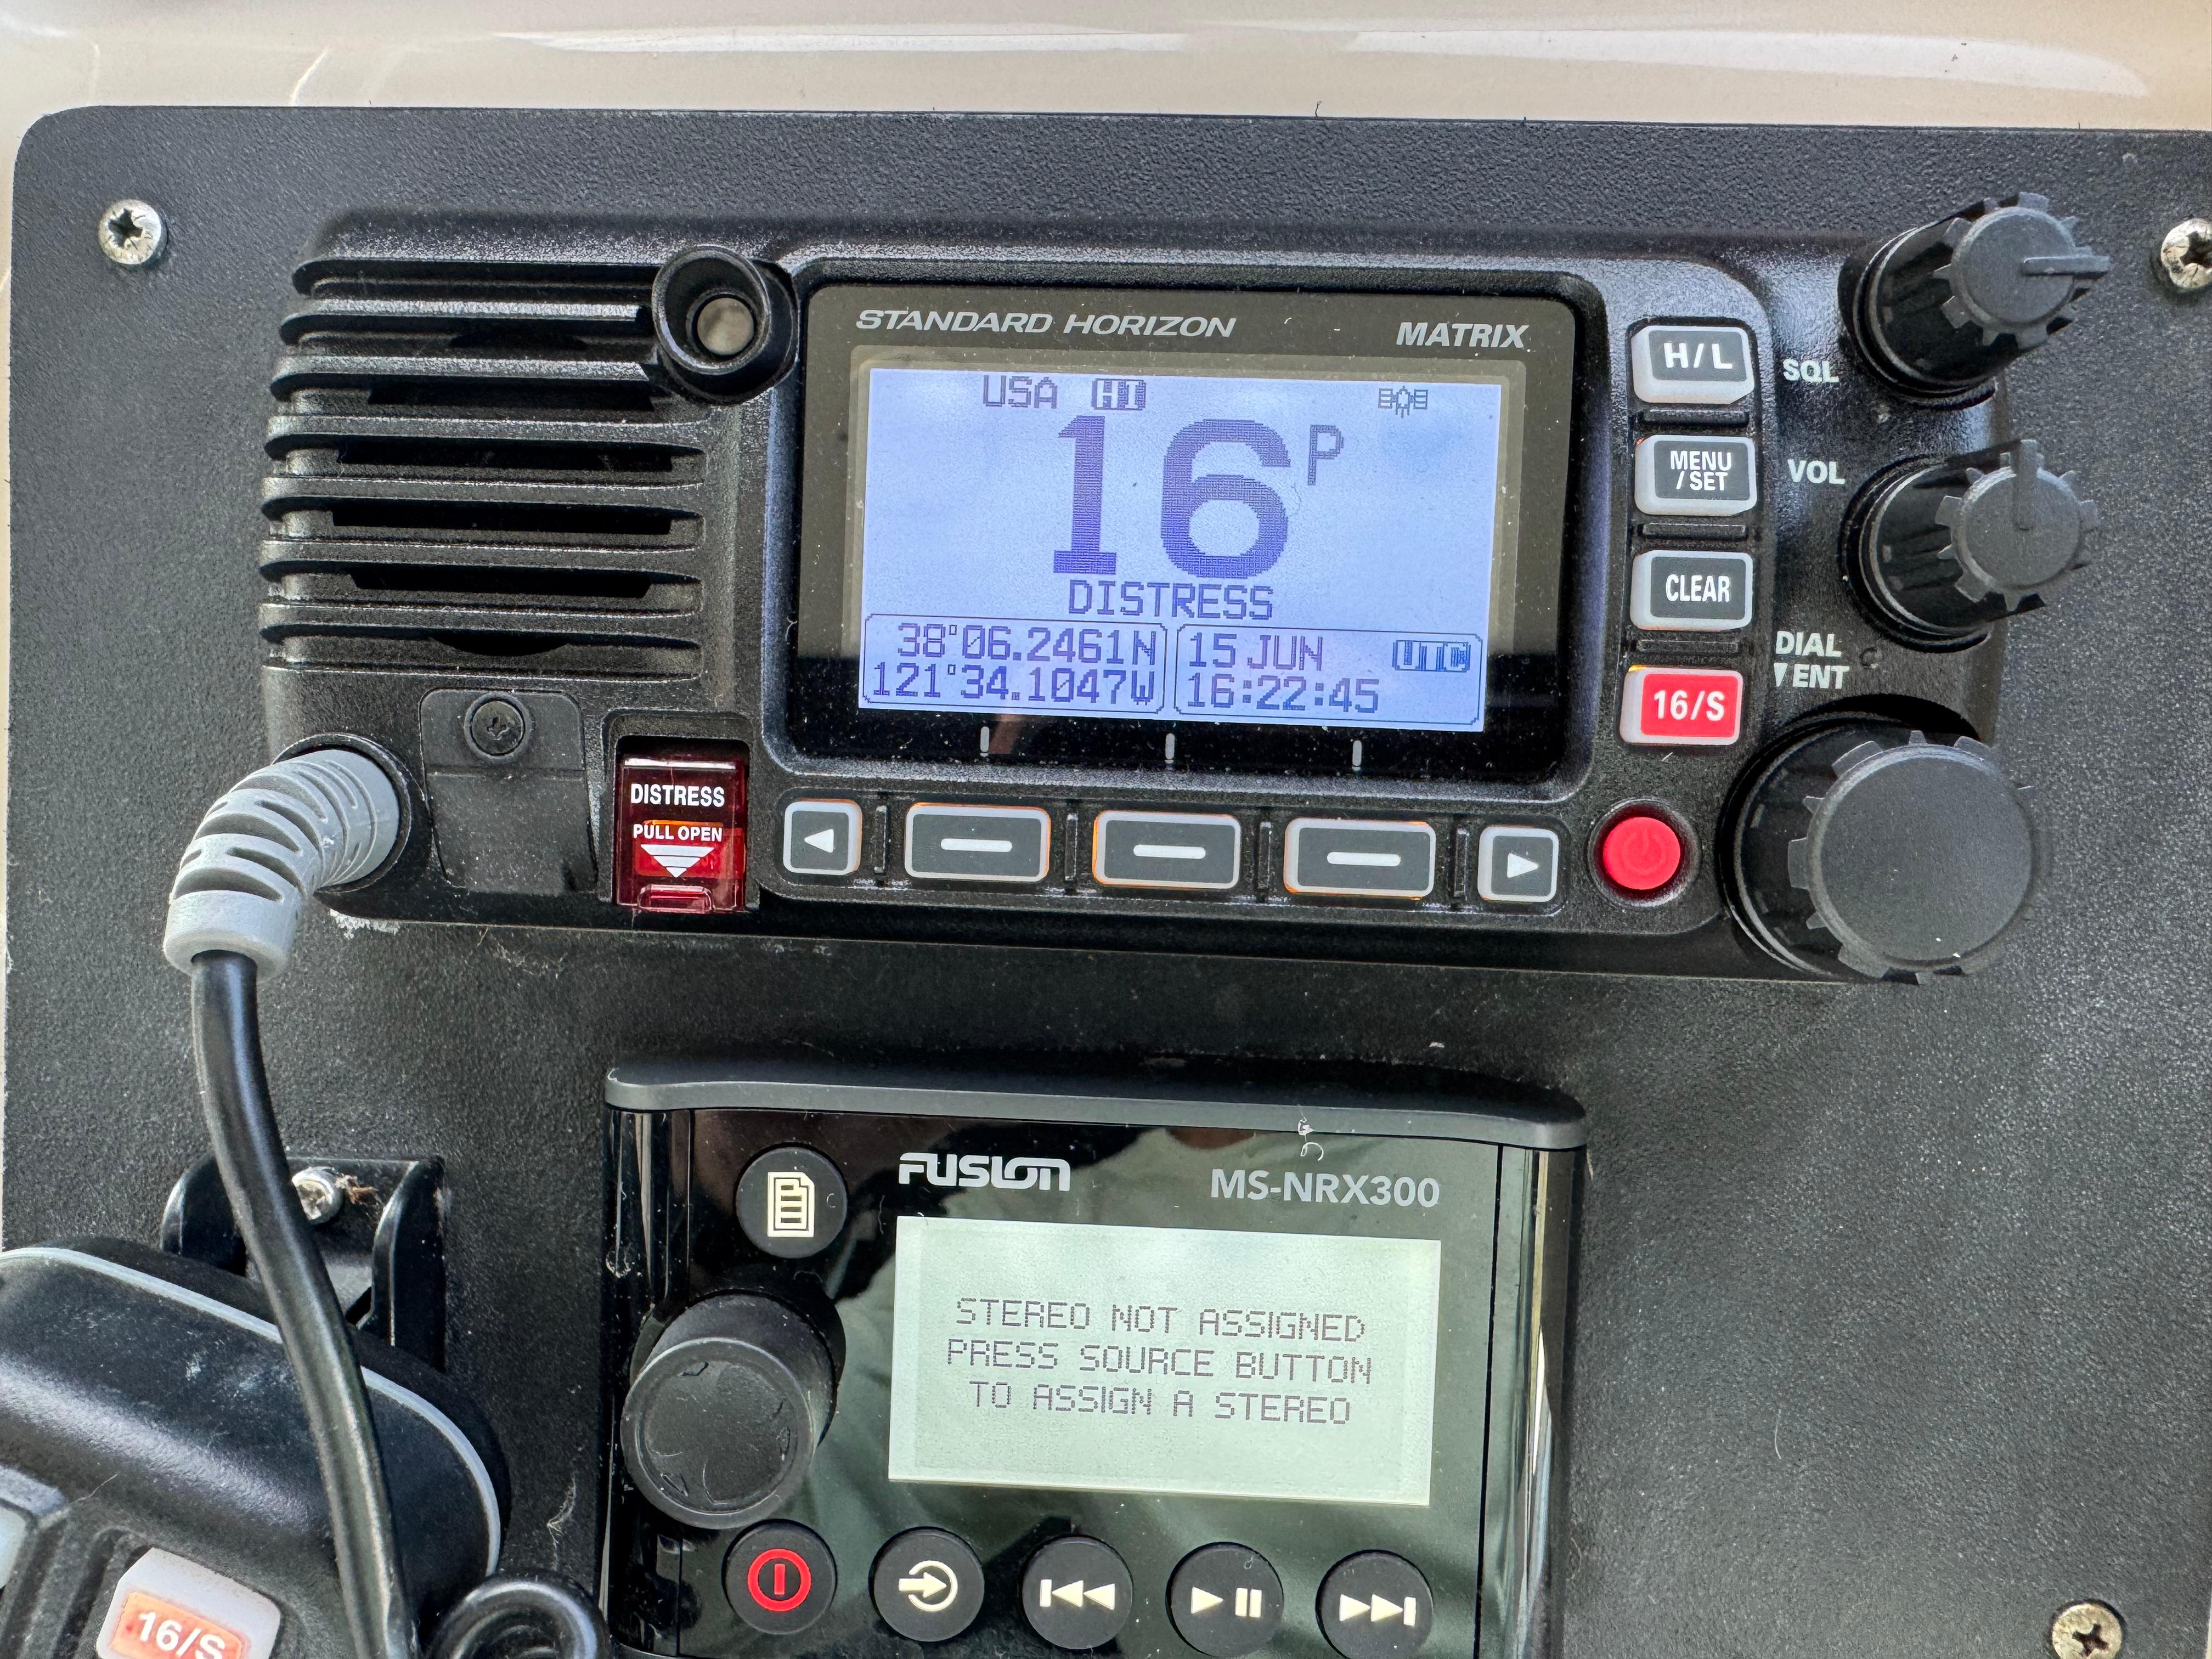 STANDARD HORIZON MATRIX
USA HI
16 P
DISTRESS
38°06.2461N
121°34.1047W
15 JUN UTC
16:22:45
H/L
SQL
MENU
/SET
VOL
CLEAR
DIAL
▼ENT
16/S
DISTRESS
PULL OPEN
FUSION MS-NRX300
STEREO NOT ASSIGNED
PRESS SOURCE BUTTON
TO ASSIGN A STEREO
16/S